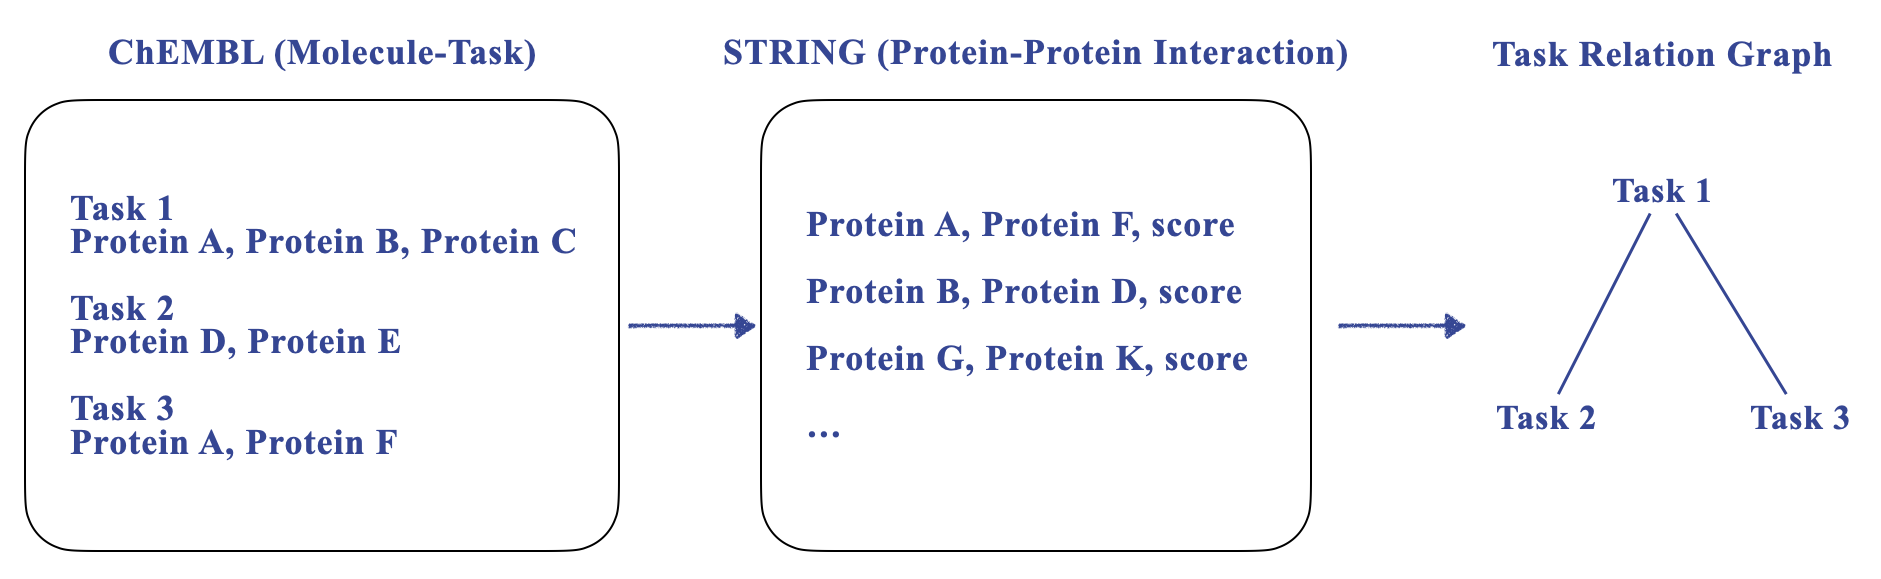 ChEMBL (Molecule-Task)
Task 1
Protein A, Protein B, Protein C
Task 2
Protein D, Protein E
Task 3
Protein A, Protein F
STRING (Protein-Protein Interaction)
Protein A, Protein F, score
Protein B, Protein D, score
Protein G, Protein K, score
...
Task Relation Graph
Task 1
Task 2
Task 3